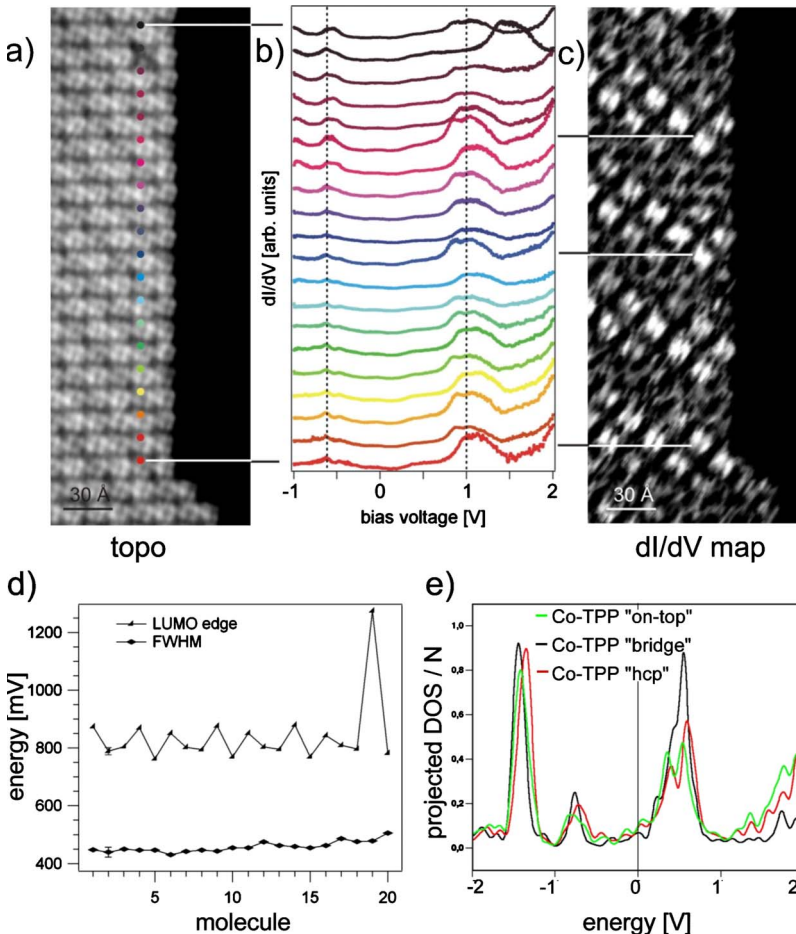 a)
b)
c)
dI/dV [arb. units]
30 Å
-1 0 1 2
bias voltage [V]
30 Å
topo
dI/dV map
d)
LUMO edge
FWHM
energy [mV]
1200
1000
800
600
400
5 10 15 20
molecule
e)
Co-TPP "on-top"
Co-TPP "bridge"
Co-TPP "hcp"
projected DOS / N
1,0
0,8
0,6
0,4
0,2
0,0
-2 -1 0 1 2
energy [V]